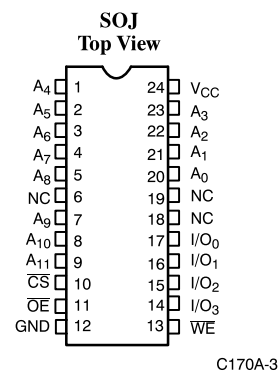 SOJ
Top View
A4 1 24 VCC
A5 2 23 A3
A6 3 22 A2
A7 4 21 A1
A8 5 20 A0
NC 6 19 NC
A9 7 18 NC
A10 8 17 I/O0
A11 9 16 I/O1
CS 10 15 I/O2
OE 11 14 I/O3
GND 12 13 WE
C170A-3